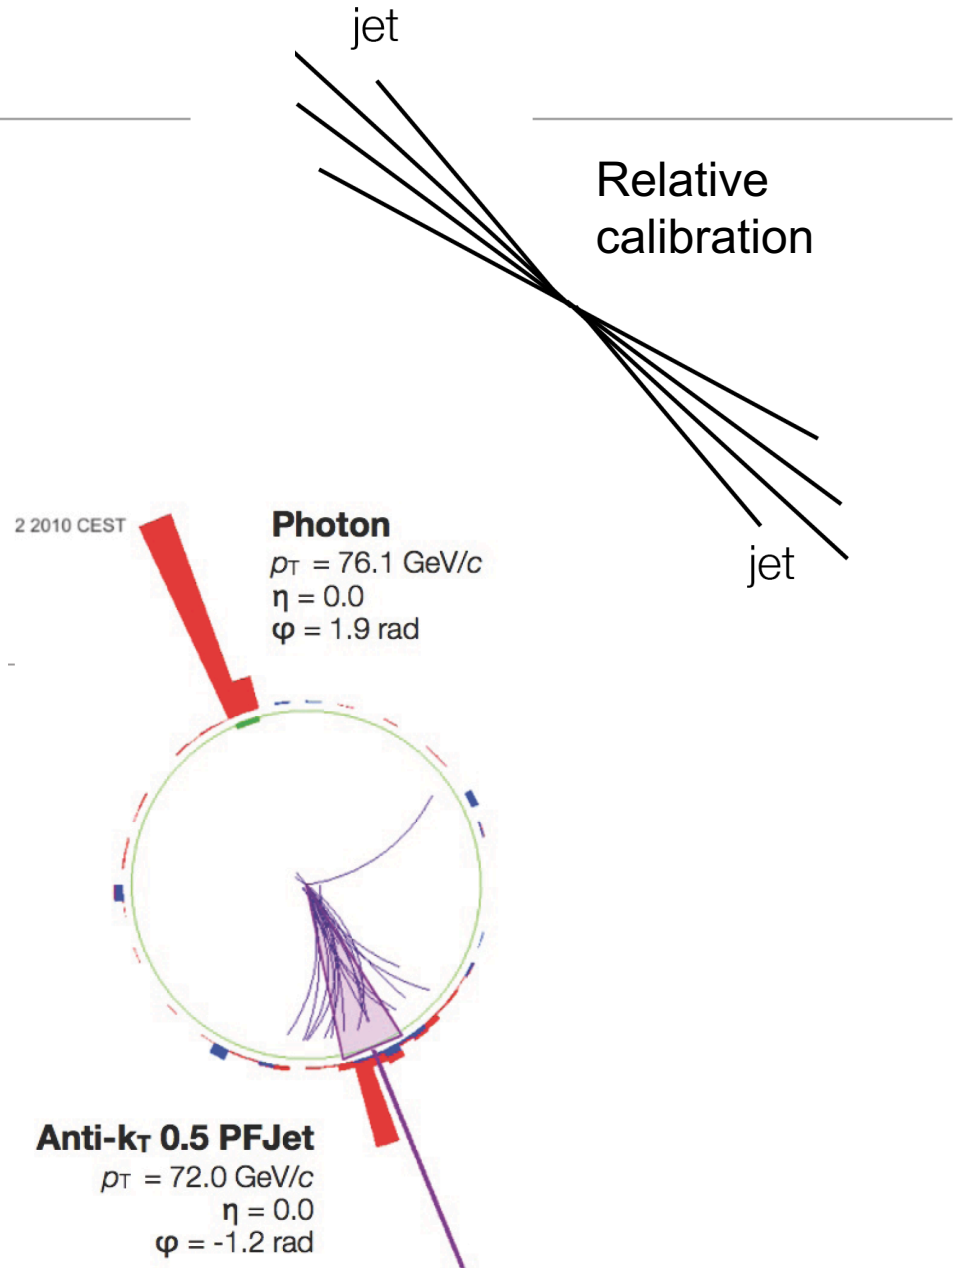 jet
Relative
calibration
jet
2 2010 CEST
Photon
pT = 76.1 GeV/c
η = 0.0
φ = 1.9 rad
Anti-kT 0.5 PFJet
pT = 72.0 GeV/c
η = 0.0
φ = -1.2 rad